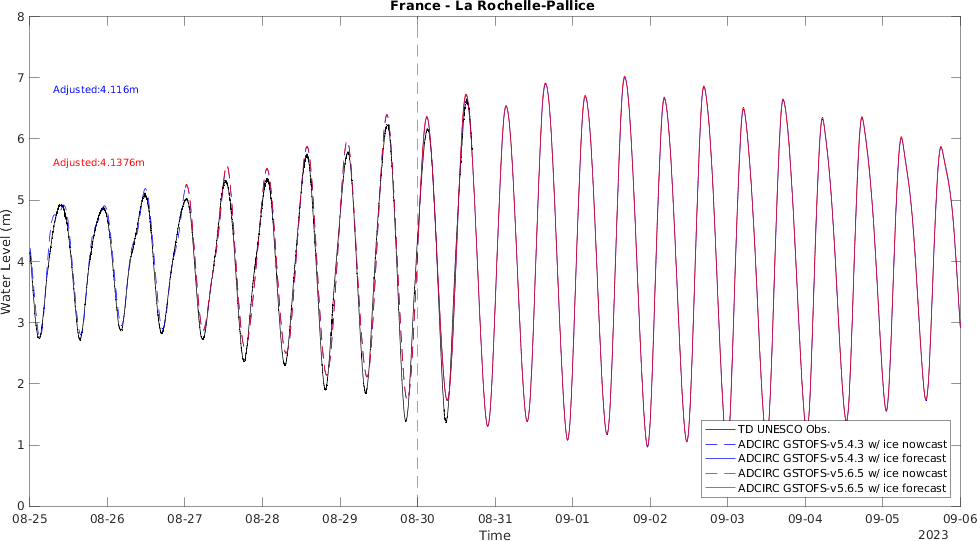 France - La Rochelle-Pallice
8
7
6
5
4
3
2
1
0
Water Level (m)
Adjusted:4.116m
Adjusted:4.1376m
TD UNESCO Obs.
ADCIRC GSTOFS-v5.4.3 w/ ice nowcast
ADCIRC GSTOFS-v5.4.3 w/ ice forecast
ADCIRC GSTOFS-v5.6.5 w/ ice nowcast
ADCIRC GSTOFS-v5.6.5 w/ ice forecast
08-25 08-26 08-27 08-28 08-29 08-30 08-31 09-01 09-02 09-03 09-04 09-05 09-06
Time
2023